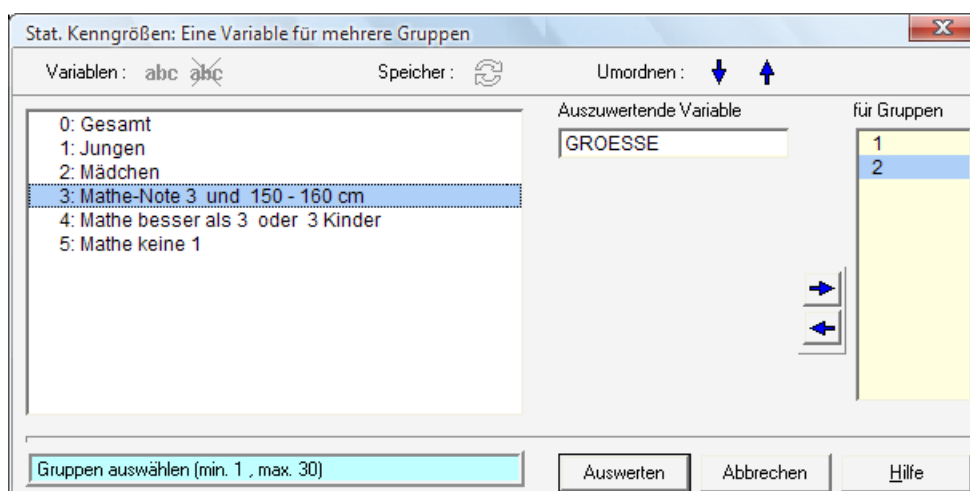 Stat. Kenngrößen: Eine Variable für mehrere Gruppen
Variablen : abc abc Speicher : Umordnen :
0: Gesamt
1: Jungen
2: Mädchen
3: Mathe-Note 3 und 150 - 160 cm
4: Mathe besser als 3 oder 3 Kinder
5: Mathe keine 1
Auszuwertende Variable
GROESSE
für Gruppen
1
2
Gruppen auswählen (min. 1 , max. 30)
Auswerten Abbrechen Hilfe